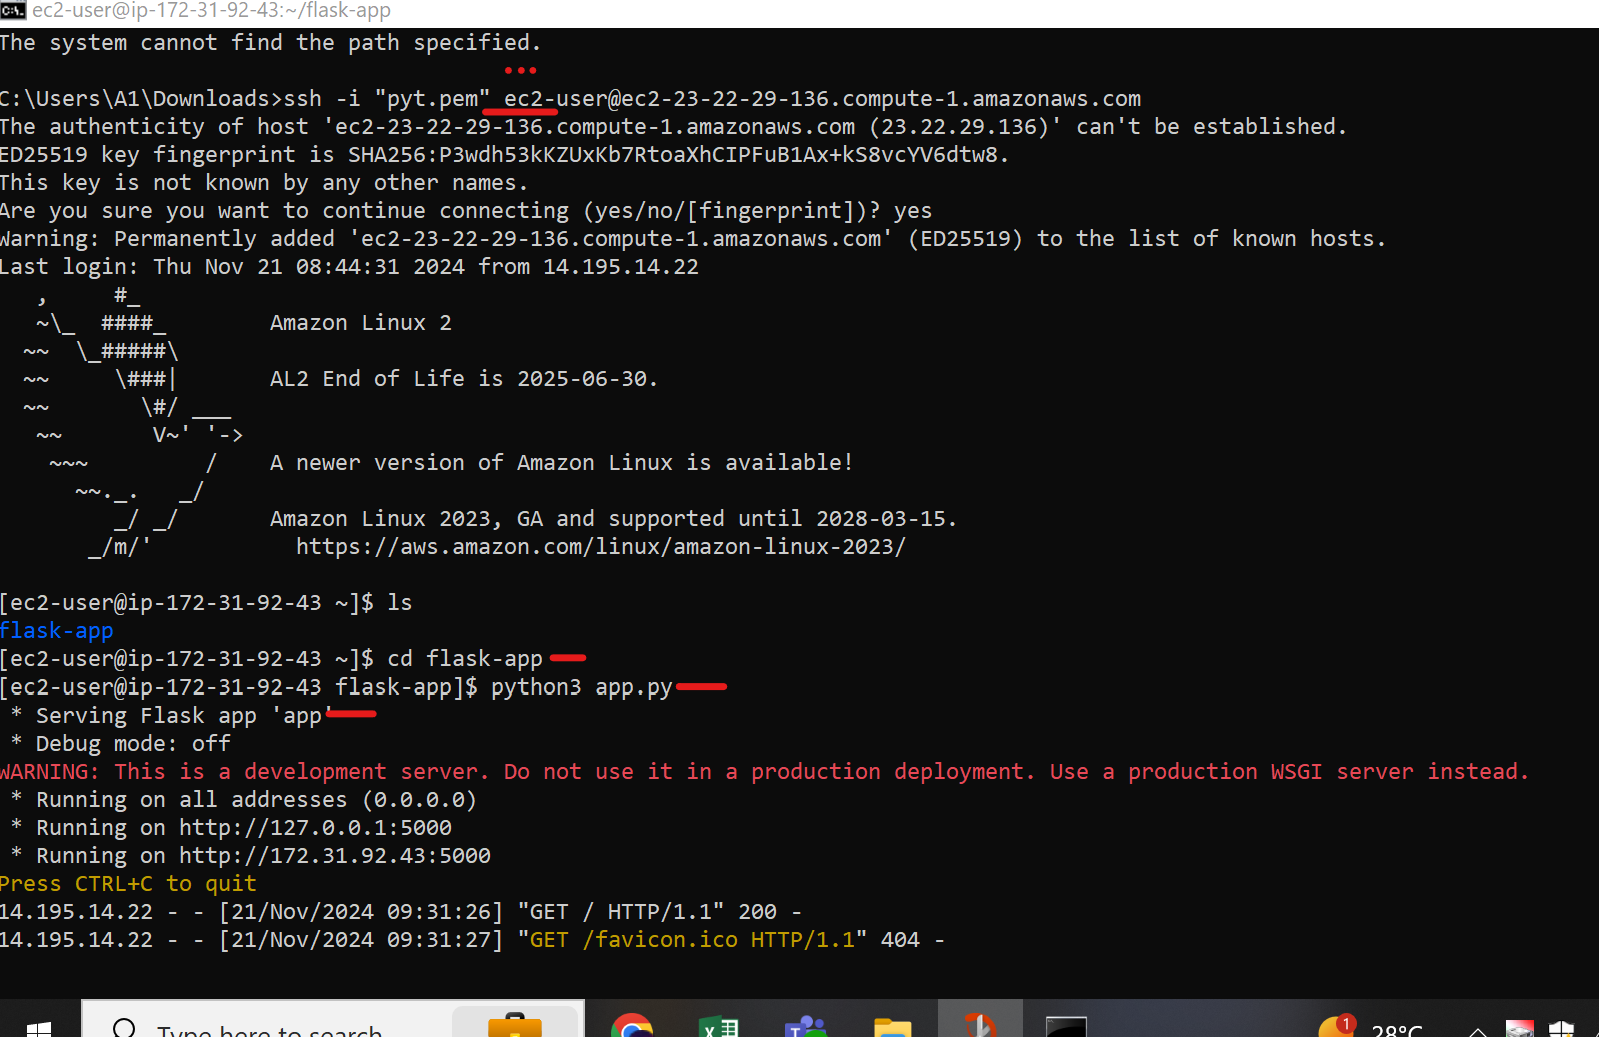 ec2-user@ip-172-31-92-43:~/flask-app
The system cannot find the path specified.
C:\Users\A1\Downloads>ssh -i "pyt.pem" ec2-user@ec2-23-22-29-136.compute-1.amazonaws.com
The authenticity of host 'ec2-23-22-29-136.compute-1.amazonaws.com (23.22.29.136)' can't be established.
ED25519 key fingerprint is SHA256:P3wdh53kKZUxKb7RtoaXhCIPFuB1Ax+kS8vcYV6dtw8.
This key is not known by any other names.
Are you sure you want to continue connecting (yes/no/[fingerprint])? yes
Warning: Permanently added 'ec2-23-22-29-136.compute-1.amazonaws.com' (ED25519) to the list of known hosts.
Last login: Thu Nov 21 08:44:31 2024 from 14.195.14.22
   ,     #_
   ~\_  ####_        Amazon Linux 2
  ~~  \_#####\
  ~~     \###|       AL2 End of Life is 2025-06-30.
  ~~       \#/ ___
   ~~       V~' '->
    ~~~         /    A newer version of Amazon Linux is available!
      ~~._.   _/
         _/ _/       Amazon Linux 2023, GA and supported until 2028-03-15.
       _/m/'           https://aws.amazon.com/linux/amazon-linux-2023/
[ec2-user@ip-172-31-92-43 ~]$ ls
flask-app
[ec2-user@ip-172-31-92-43 ~]$ cd flask-app
[ec2-user@ip-172-31-92-43 flask-app]$ python3 app.py
 * Serving Flask app 'app'
 * Debug mode: off
WARNING: This is a development server. Do not use it in a production deployment. Use a production WSGI server instead.
 * Running on all addresses (0.0.0.0)
 * Running on http://127.0.0.1:5000
 * Running on http://172.31.92.43:5000
Press CTRL+C to quit
14.195.14.22 - - [21/Nov/2024 09:31:26] "GET / HTTP/1.1" 200 -
14.195.14.22 - - [21/Nov/2024 09:31:27] "GET /favicon.ico HTTP/1.1" 404 -
Type here to search
1
28°C